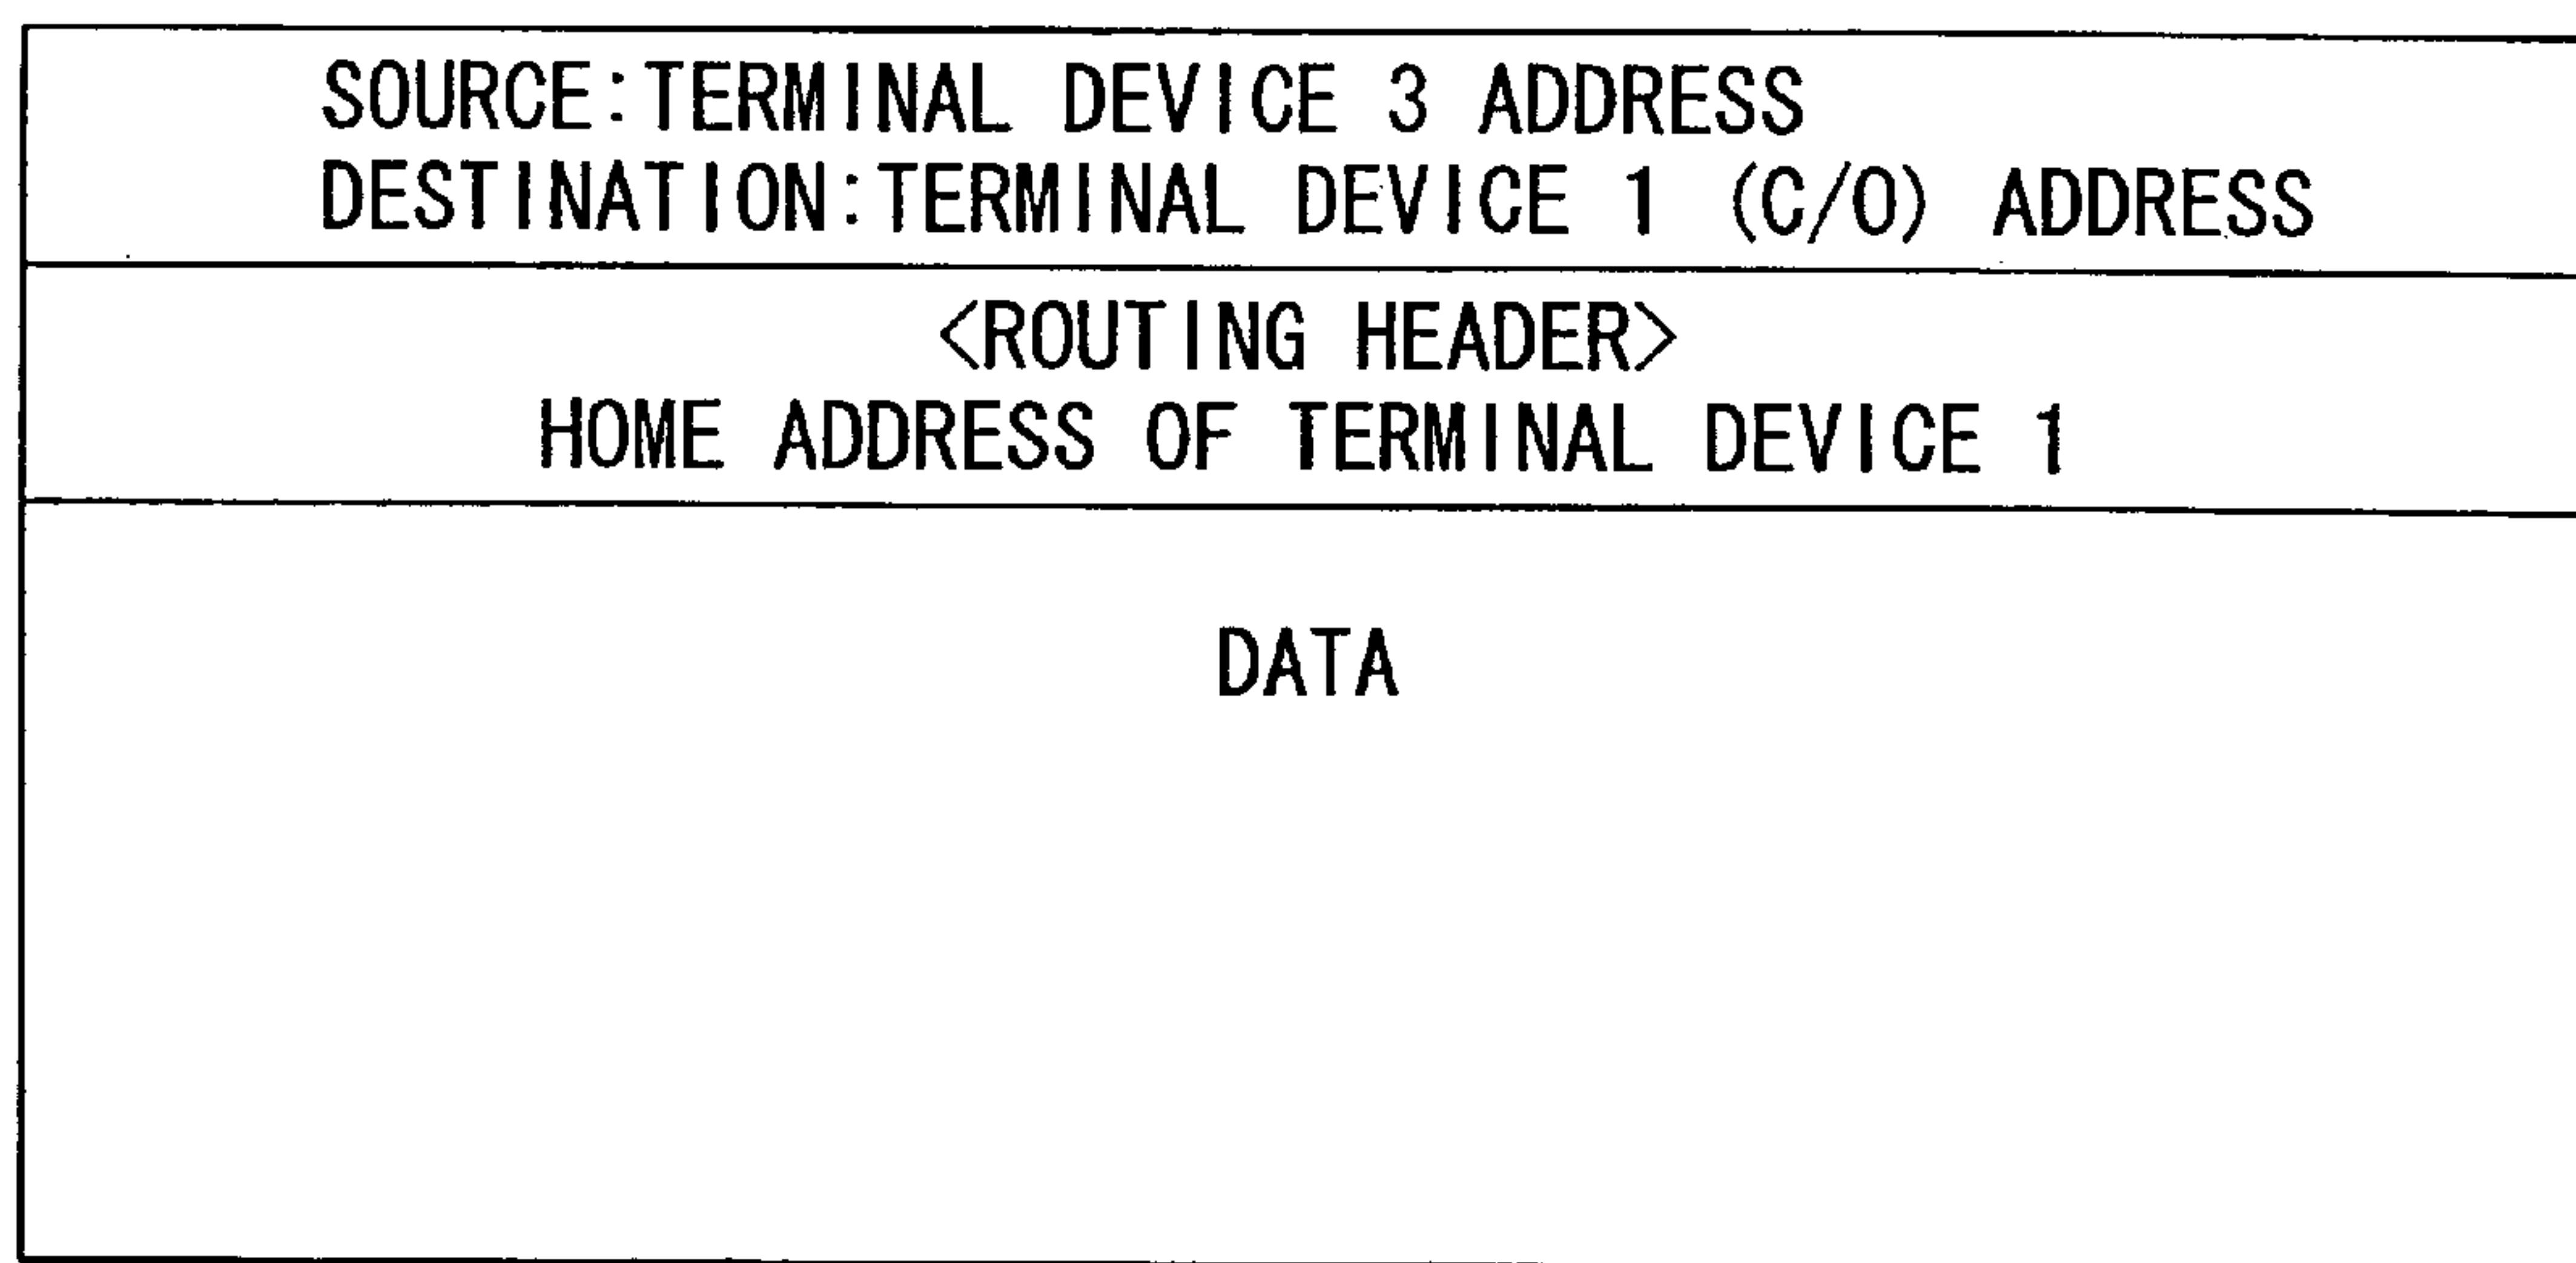 SOURCE:TERMINAL DEVICE 3 ADDRESS
DESTINATION:TERMINAL DEVICE 1 (C/O) ADDRESS
<ROUTING HEADER>
HOME ADDRESS OF TERMINAL DEVICE 1
DATA